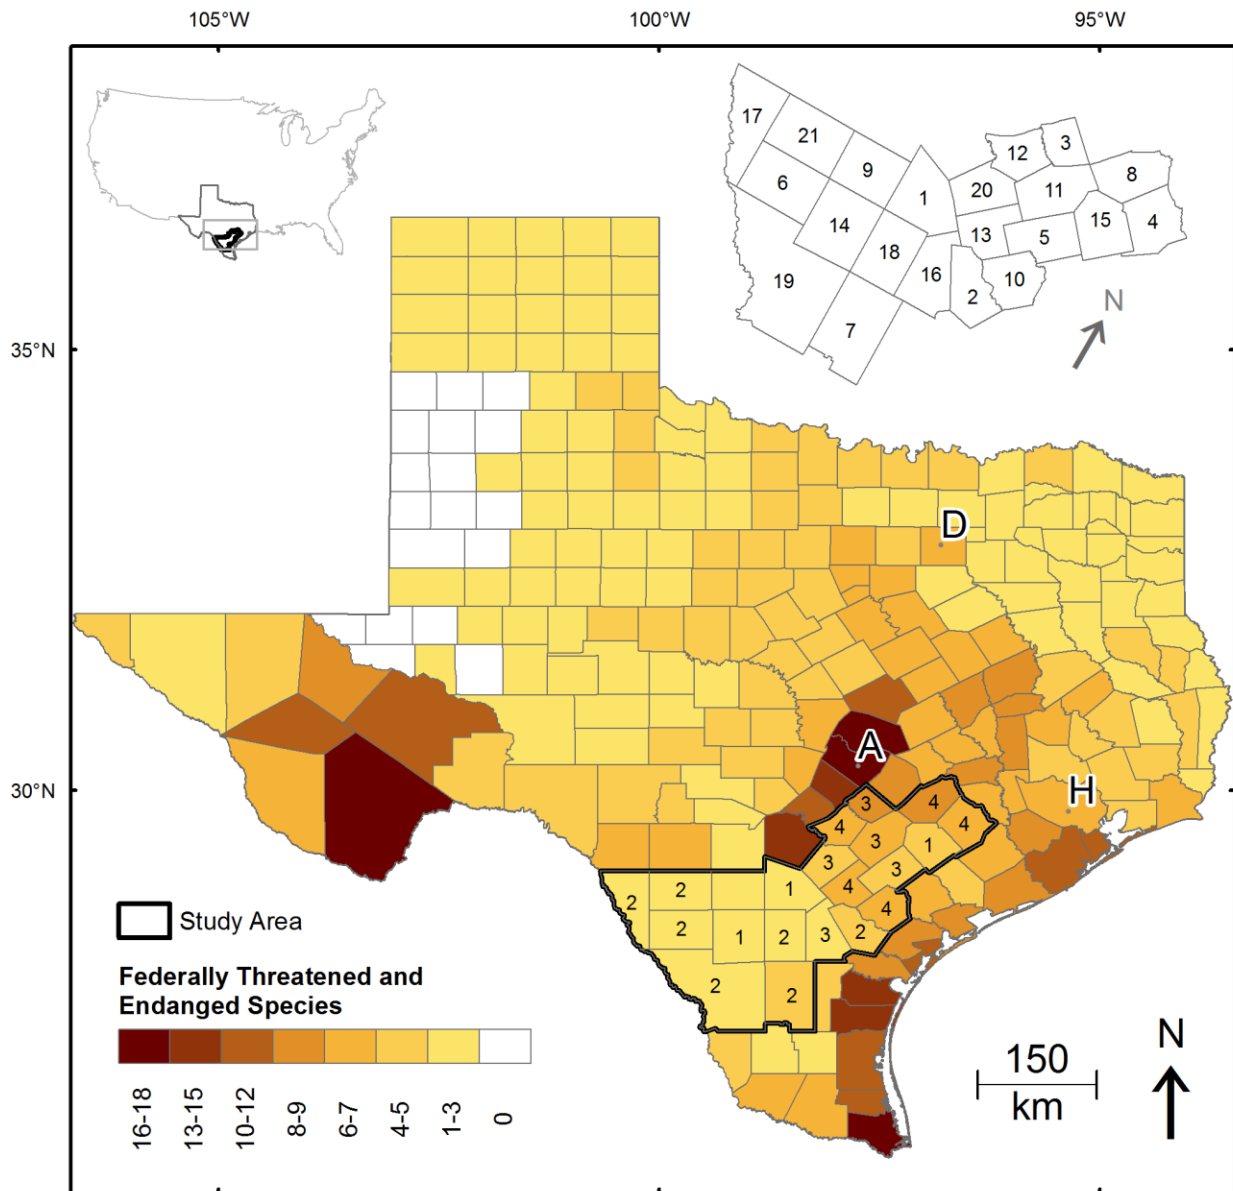 105°W 100°W 95°W
17 21 9 12 3
6 1 20 11 8
14 13 5 15 4
19 18 16 10
2
7
N
35°N
D
30°N
A
H
3 4
4 3 4
3 1
2 2 1 4 3
2 1 2 3 2 4
2 2
Study Area
Federally Threatened and
Endanged Species
16-18 13-15 10-12 8-9 6-7 4-5 1-3 0
150
km
N